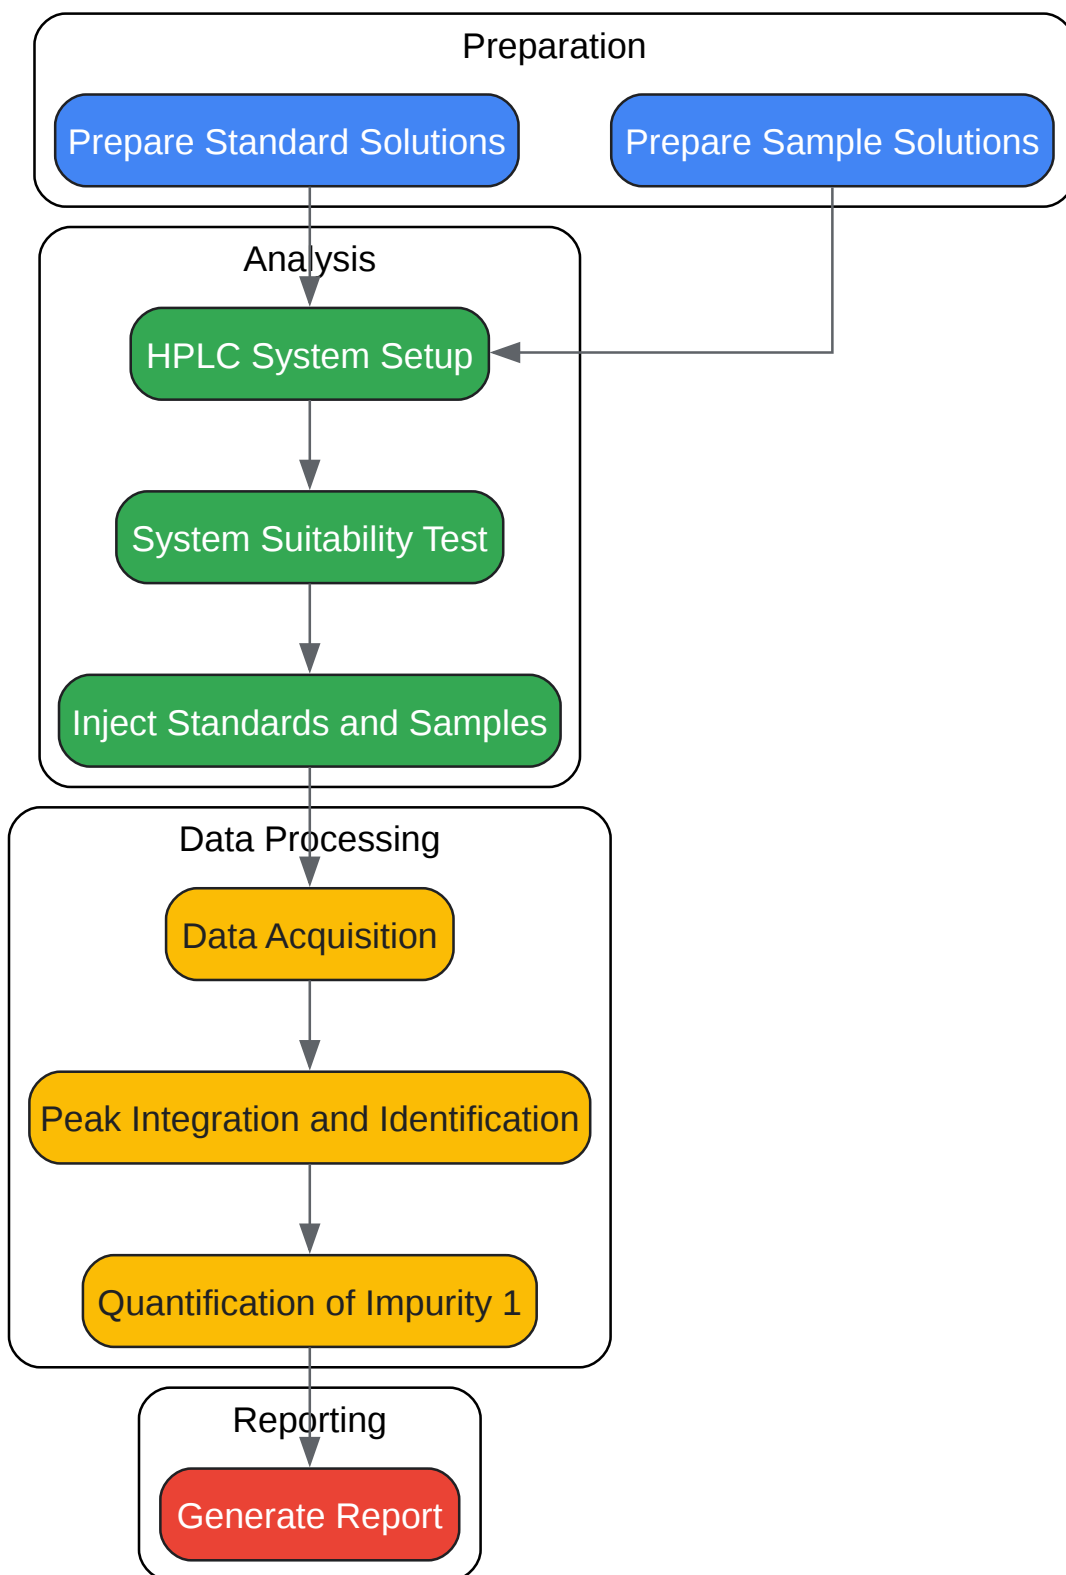 Preparation
Prepare Standard Solutions
Prepare Sample Solutions
Analysis
HPLC System Setup
System Suitability Test
Inject Standards and Samples
Data Processing
Data Acquisition
Peak Integration and Identification
Quantification of Impurity 1
Reporting
Generate Report